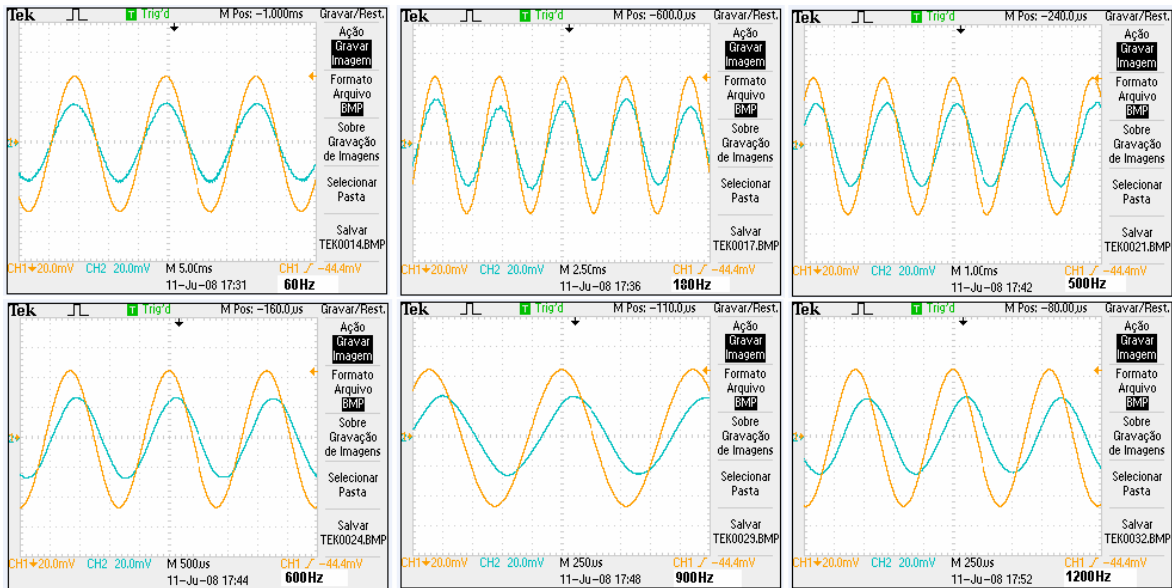 Tek T Trig'd M Pos: -1.000ms Gravar/Rest.
Ação
Gravar
Imagem
Formato
Arquivo
BMP
Sobre
Gravação
de Imagens
Selecionar
Pasta
Salvar
TEK0014.BMP
2
CH1 20.0mV CH2 20.0mV M 5.00ms CH1 -44.4mV
11-Ju-08 17:31 60Hz
Tek T Trig'd M Pos: -600.0µs Gravar/Rest.
Ação
Gravar
Imagem
Formato
Arquivo
BMP
Sobre
Gravação
de Imagens
Selecionar
Pasta
Salvar
TEK0017.BMP
2
CH1 20.0mV CH2 20.0mV M 2.50ms CH1 -44.4mV
11-Ju-08 17:36 180Hz
Tek T Trig'd M Pos: -240.0µs Gravar/Rest.
Ação
Gravar
Imagem
Formato
Arquivo
BMP
Sobre
Gravação
de Imagens
Selecionar
Pasta
Salvar
TEK0021.BMP
2
CH1 20.0mV CH2 20.0mV M 1.00ms CH1 -44.4mV
11-Ju-08 17:42 500Hz
Tek T Trig'd M Pos: -160.0µs Gravar/Rest.
Ação
Gravar
Imagem
Formato
Arquivo
BMP
Sobre
Gravação
de Imagens
Selecionar
Pasta
Salvar
TEK0024.BMP
2
CH1 20.0mV CH2 20.0mV M 500µs CH1 -44.4mV
11-Ju-08 17:44 600Hz
Tek T Trig'd M Pos: -110.0µs Gravar/Rest.
Ação
Gravar
Imagem
Formato
Arquivo
BMP
Sobre
Gravação
de Imagens
Selecionar
Pasta
Salvar
TEK0029.BMP
2
CH1 20.0mV CH2 20.0mV M 250µs CH1 -44.4mV
11-Ju-08 17:48 900Hz
Tek T Trig'd M Pos: -80.00µs Gravar/Rest.
Ação
Gravar
Imagem
Formato
Arquivo
BMP
Sobre
Gravação
de Imagens
Selecionar
Pasta
Salvar
TEK0032.BMP
2
CH1 20.0mV CH2 20.0mV M 250µs CH1 -44.4mV
11-Ju-08 17:52 1200Hz